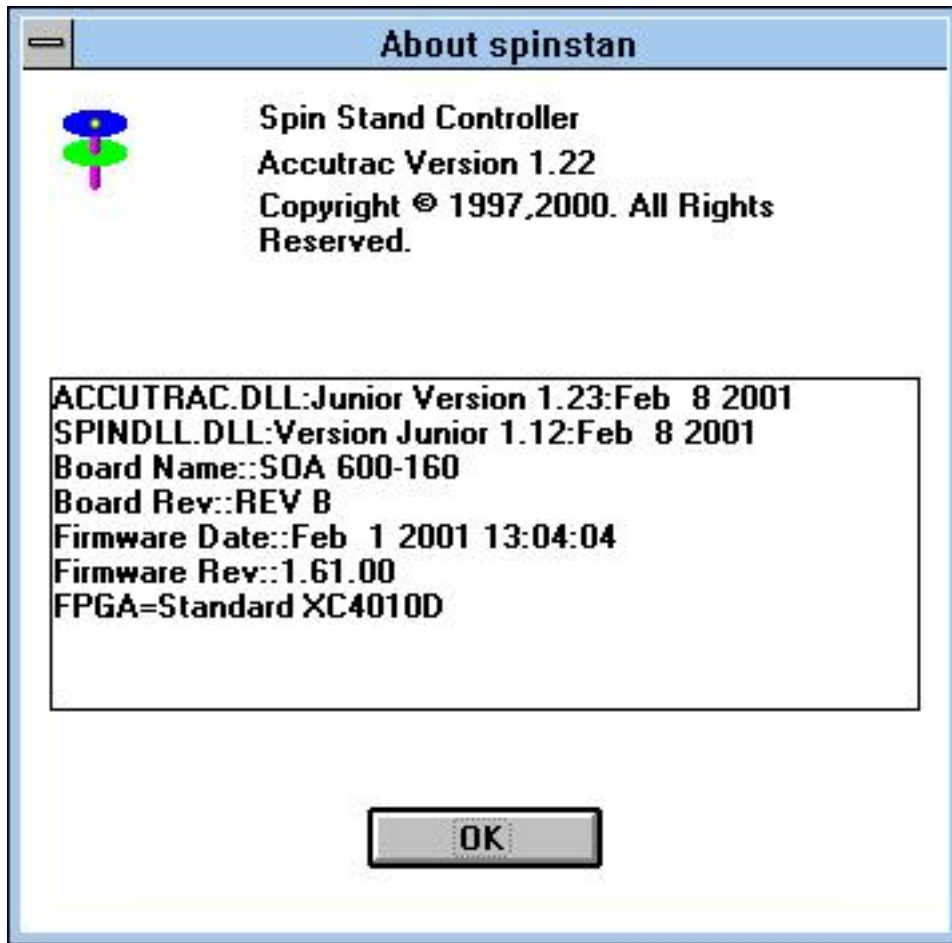 About spinstan
Spin Stand Controller
Accutrac Version 1.22
Copyright © 1997,2000. All Rights
Reserved.
ACCUTRAC.DLL:Junior Version 1.23:Feb  8 2001
SPINDLL.DLL:Version Junior 1.12:Feb  8 2001
Board Name::SOA 600-160
Board Rev::REV B
Firmware Date::Feb  1 2001 13:04:04
Firmware Rev::1.61.00
FPGA=Standard XC4010D
OK